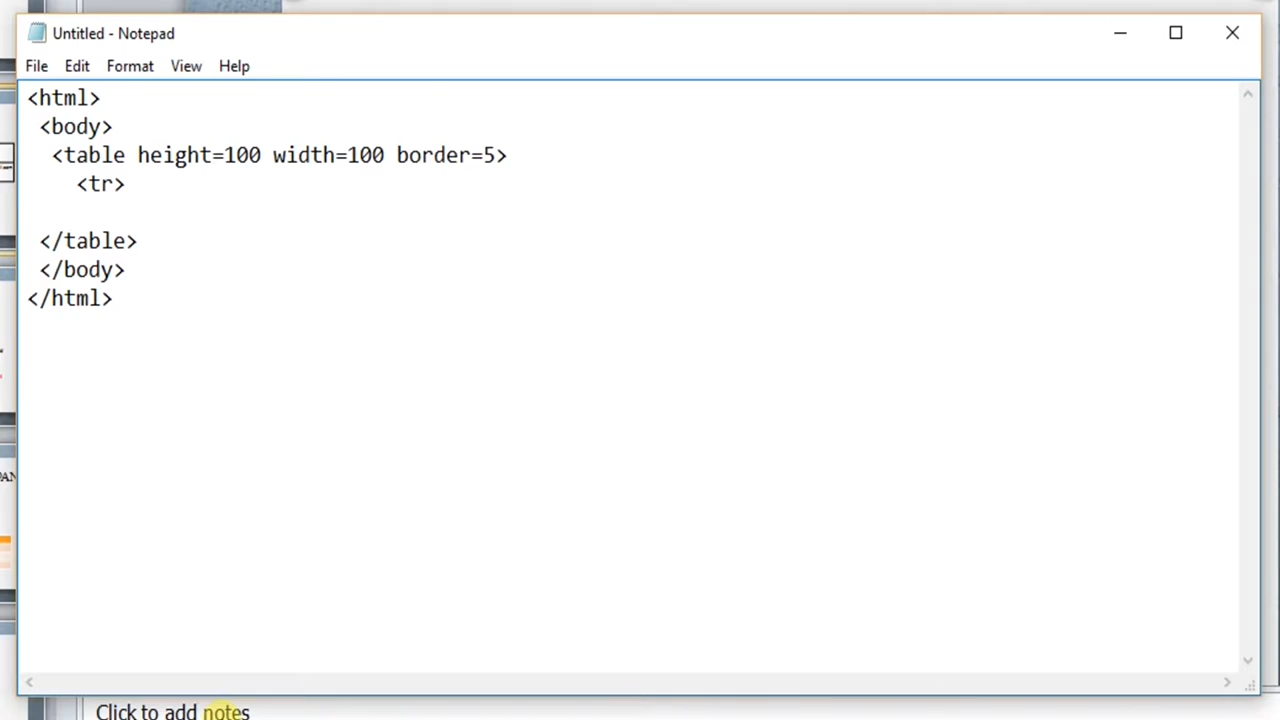 Untitled - Notepad
File Edit Format View Help
<html>
<body>
<table height=100 width=100 border=5>
<tr>
</table>
</body>
</html>
Click to add notes